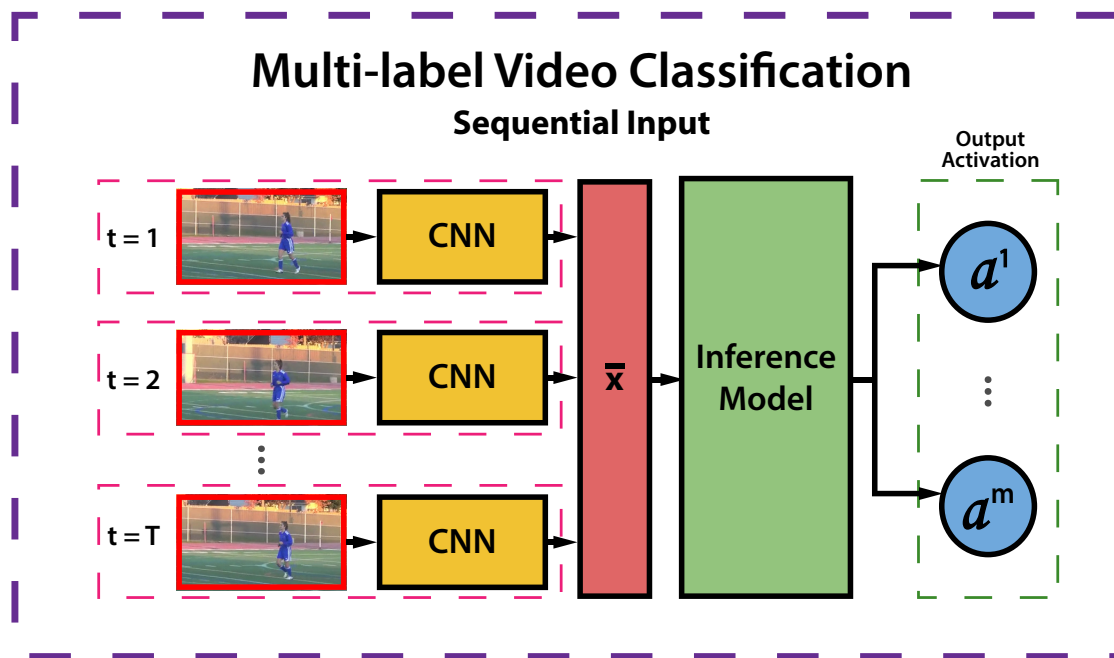 Multi-label Video Classification
Sequential Input
Output
Activation
t = 1
CNN
t = 2
CNN
t = T
CNN
x̄
Inference
Model
a¹
aᵐ